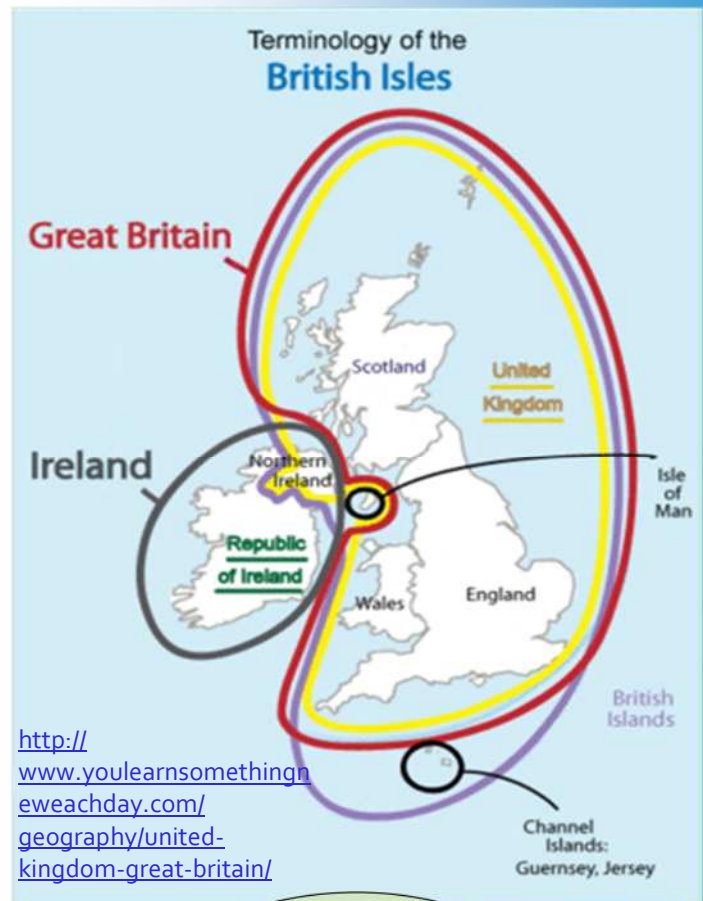 Terminology of the
British Isles
Great Britain
Scotland
United
Kingdom
Ireland
Northern
Ireland
Isle
of
Man
Republic
of Ireland
Wales
England
British
Islands
http://
www.youlearnsomethingn
eweachday.com/
geography/united-
kingdom-great-britain/
Channel
Islands:
Guernsey, Jersey